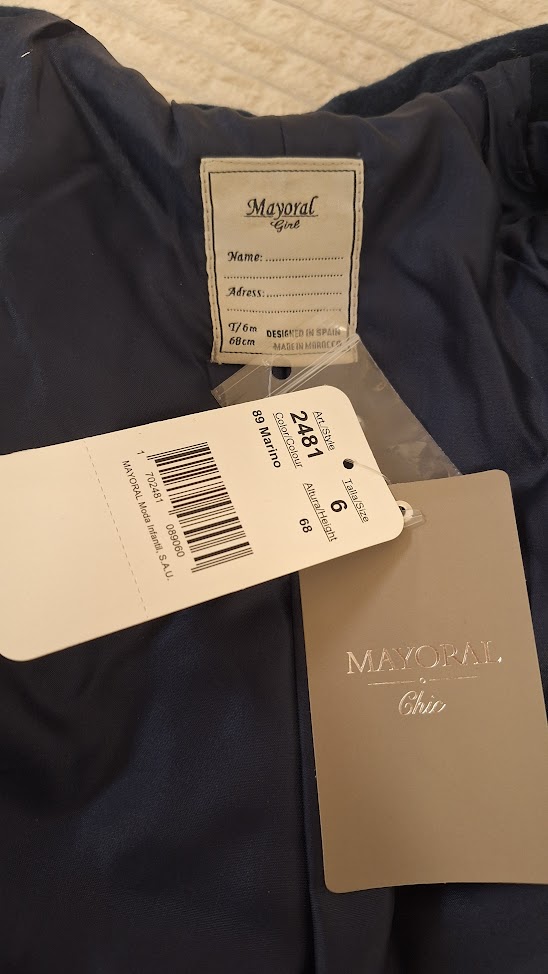 Mayoral
Girl
Name:
Adress:
T/6m
68cm
DESIGNED IN SPAIN
MADE IN MOROCCO
Art./Style
2481
Color/Colour
89 Marino
Talla/Size
6
Altura/Height
68
1 702481 089060
MAYORAL Moda Infantil, S.A.U.
MAYORAL
Chic